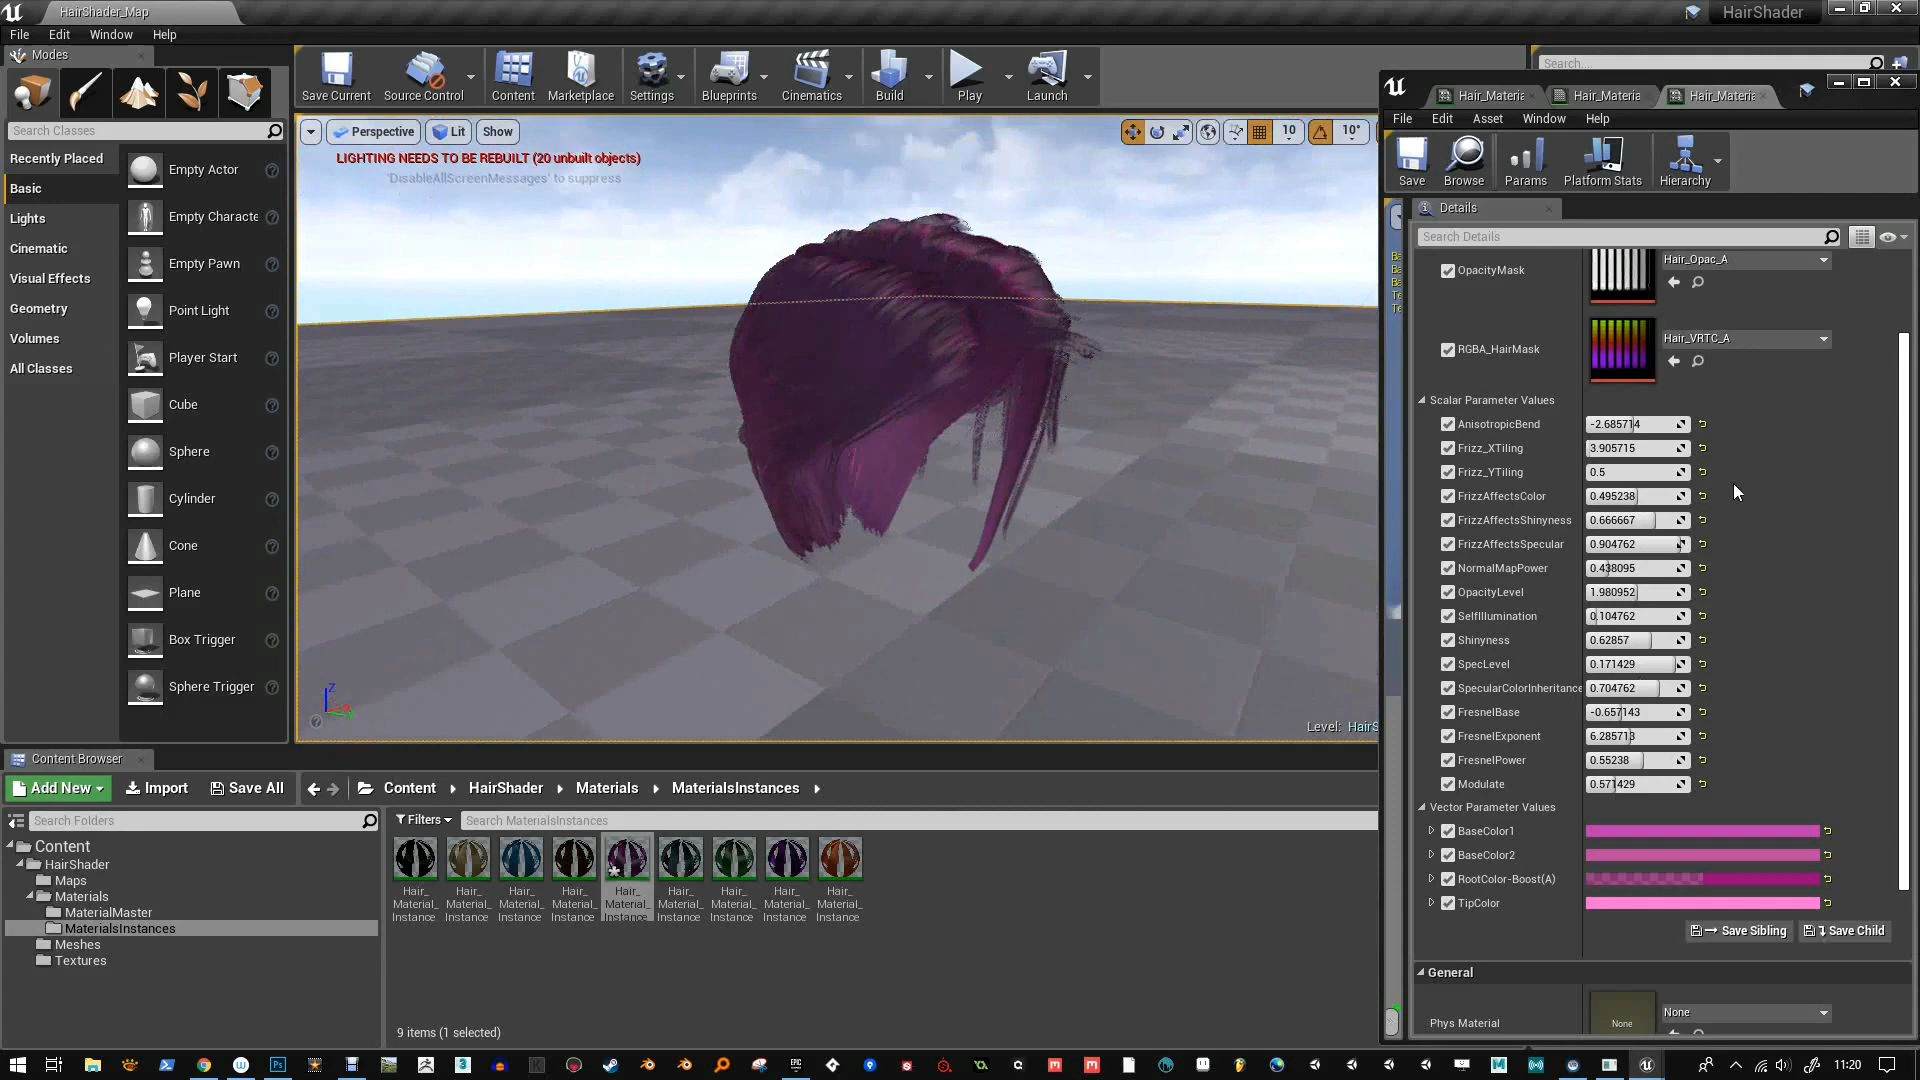 HairShader_Map
HairShader
File Edit Window Help
Modes
Search Classes
Recently Placed
Basic
Lights
Cinematic
Visual Effects
Geometry
Volumes
All Classes
Empty Actor
Empty Characte
Empty Pawn
Point Light
Player Start
Cube
Sphere
Cylinder
Cone
Plane
Box Trigger
Sphere Trigger
Save Current
Source Control
Content
Marketplace
Settings
Blueprints
Cinematics
Build
Play
Launch
Perspective
Lit
Show
10
10°
LIGHTING NEEDS TO BE REBUILT (20 unbuilt objects)
'DisableAllScreenMessages' to suppress
Z
Level: HairS
Search...
Hair_Materia
Hair_Materia
Hair_Materia
File Edit Asset Window Help
Save
Browse
Params
Platform Stats
Hierarchy
Details
Search Details
OpacityMask
Hair_Opac_A
RGBA_HairMask
Hair_VRTC_A
Scalar Parameter Values
AnisotropicBend -2.685714
Frizz_XTiling 3.905715
Frizz_YTiling 0.5
FrizzAffectsColor 0.495238
FrizzAffectsShinyness 0.666667
FrizzAffectsSpecular 0.904762
NormalMapPower 0.438095
OpacityLevel 1.980952
SelfIllumination 0.104762
Shinyness 0.62857
SpecLevel 0.171429
SpecularColorInheritance 0.704762
FresnelBase -0.657143
FresnelExponent 6.285713
FresnelPower 0.55238
Modulate 0.571429
Vector Parameter Values
BaseColor1
BaseColor2
RootColor-Boost(A)
TipColor
Save Sibling
Save Child
General
Phys Material
None
None
Content Browser
Add New
Import
Save All
Content
HairShader
Materials
MaterialsInstances
Search Folders
Filters
Search MaterialsInstances
Content
HairShader
Maps
Materials
MaterialMaster
MaterialsInstances
Meshes
Textures
Hair_ Hair_ Hair_ Hair_ Hair_ Hair_ Hair_ Hair_ Hair_
Material_ Material_ Material_ Material_ Material_ Material_ Material_ Material_ Material_
Instance Instance Instance Instance Instance Instance Instance Instance Instance
9 items (1 selected)
11:20